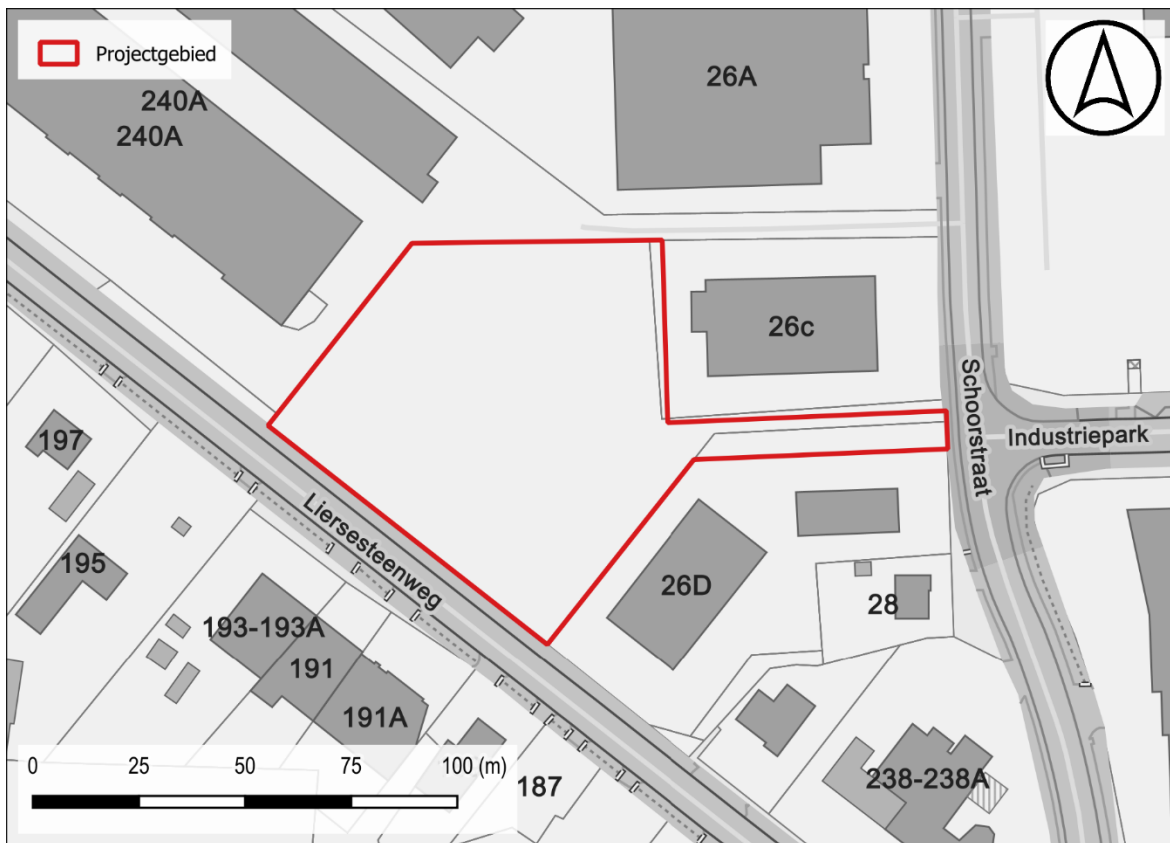 Projectgebied
26A
240A
240A
26c
Schoorstraat
Industriepark
197
Liersesteenweg
195
26D
28
193-193A
191
191A
0 25 50 75 100 (m)
187
238-238A